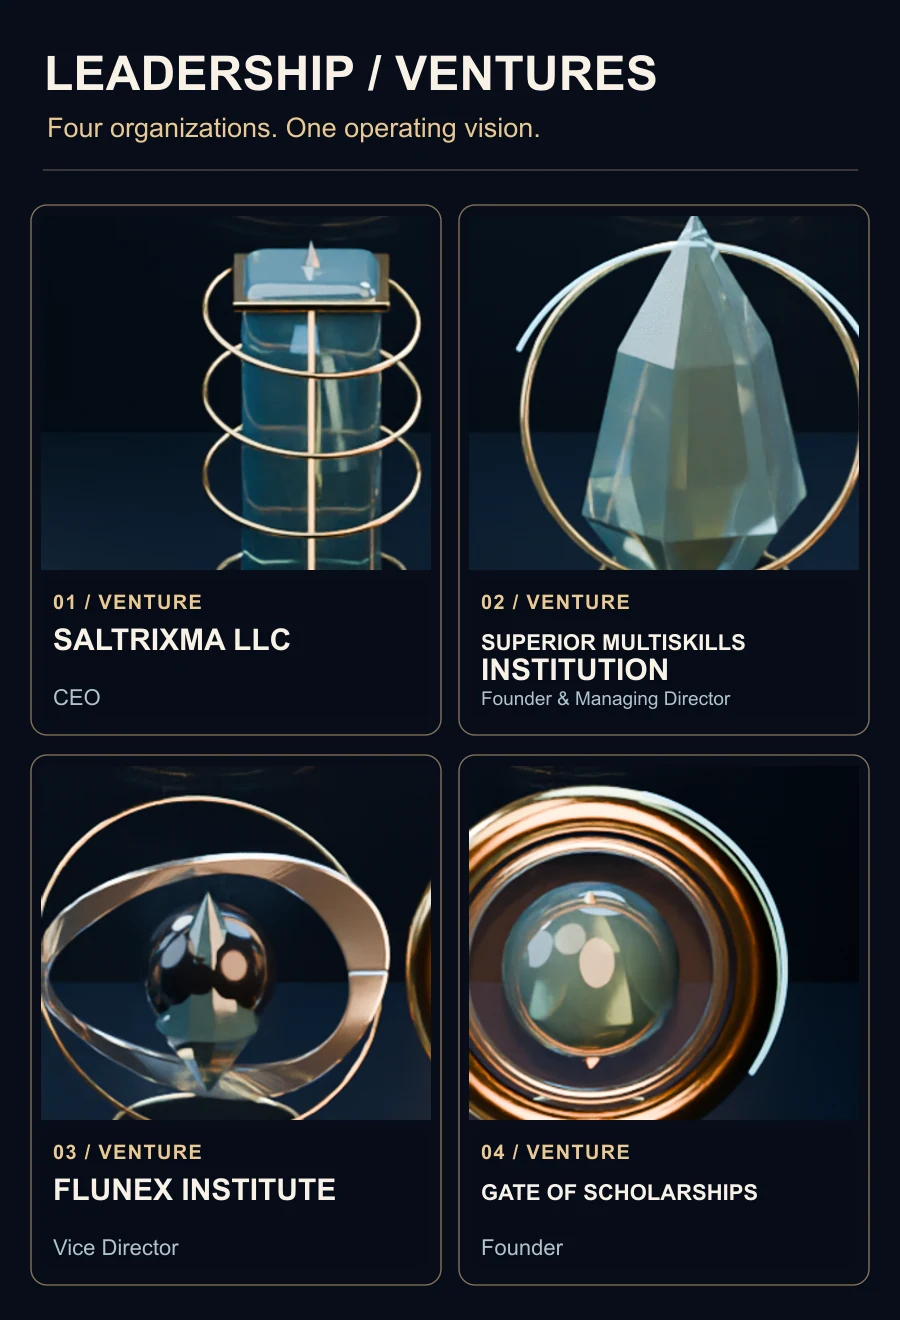 LEADERSHIP / VENTURES
Four organizations. One operating vision.
01 / VENTURE
SALTRIXMA LLC
CEO
02 / VENTURE
SUPERIOR MULTISKILLS
INSTITUTION
Founder & Managing Director
03 / VENTURE
FLUNEX INSTITUTE
Vice Director
04 / VENTURE
GATE OF SCHOLARSHIPS
Founder